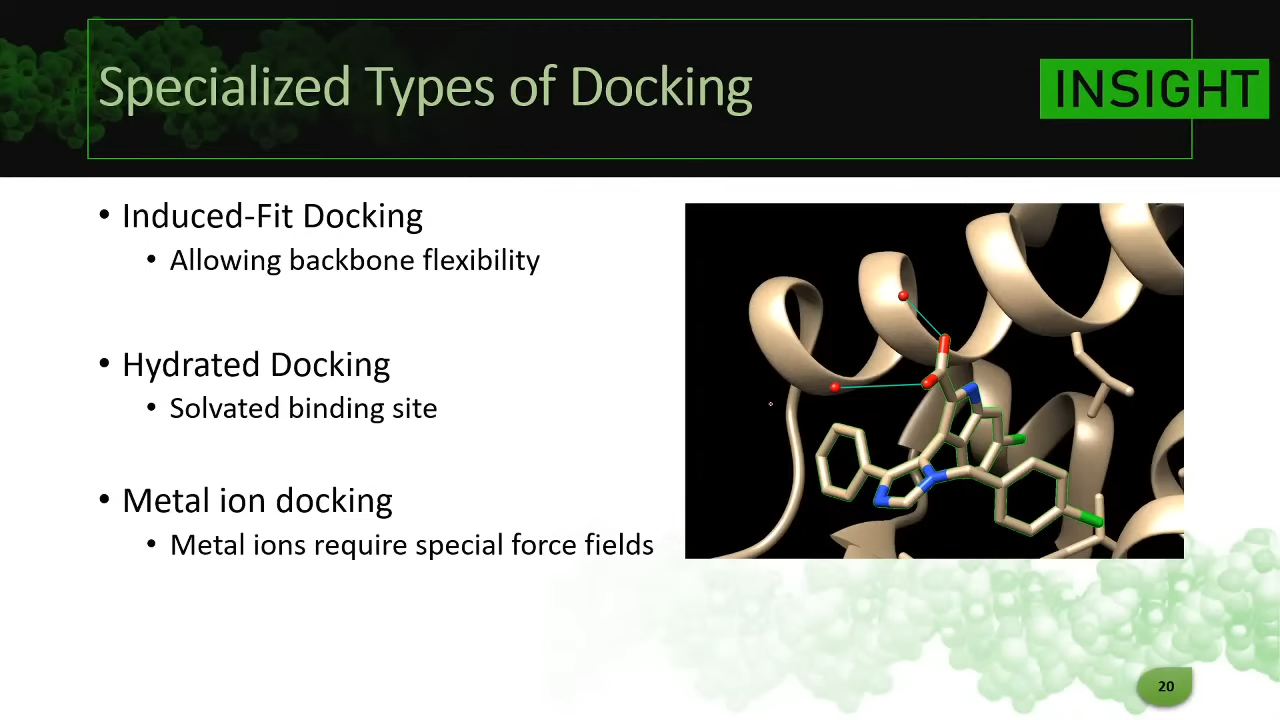 Specialized Types of Docking
INSIGHT
• Induced-Fit Docking
• Allowing backbone flexibility
• Hydrated Docking
• Solvated binding site
• Metal ion docking
• Metal ions require special force fields
20